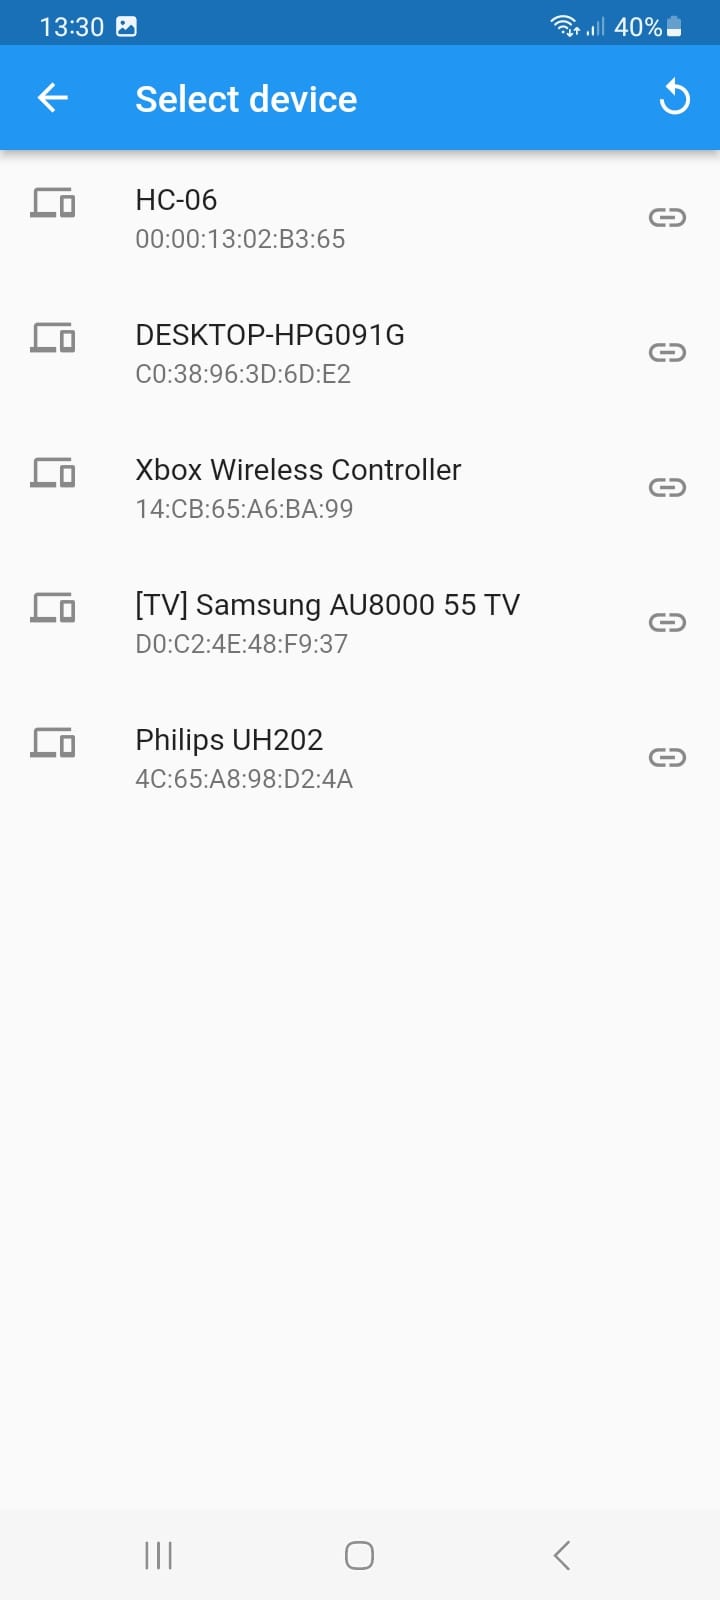 13:30
40%
Select device
HC-06
00:00:13:02:B3:65
DESKTOP-HPG091G
C0:38:96:3D:6D:E2
Xbox Wireless Controller
14:CB:65:A6:BA:99
[TV] Samsung AU8000 55 TV
D0:C2:4E:48:F9:37
Philips UH202
4C:65:A8:98:D2:4A